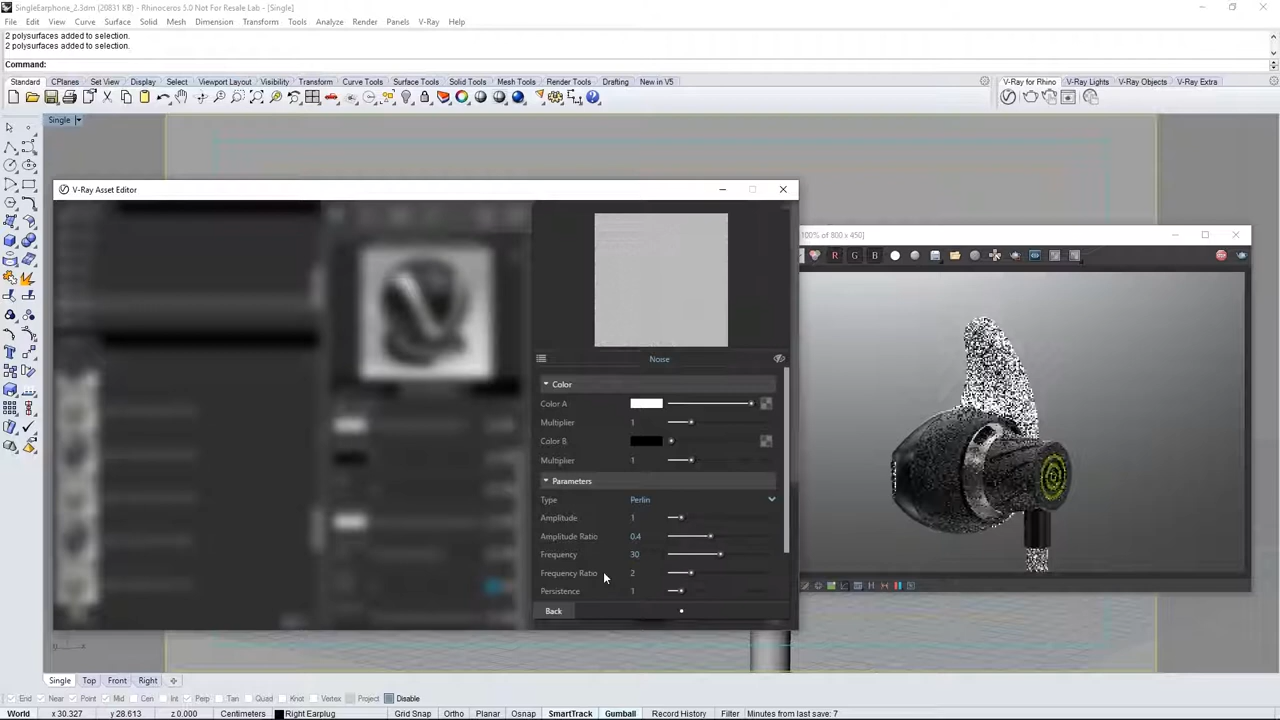 SingleEarphone_2.3dm (20831 KB) - Rhinoceros 5.0 Not For Resale Lab - [Single]
File Edit View Curve Surface Solid Mesh Dimension Transform Tools Analyze Render Panels V-Ray Help
2 polysurfaces added to selection.
2 polysurfaces added to selection.
Command:
Standard CPlanes Set View Display Select Viewport Layout Visibility Transform Curve Tools Surface Tools Solid Tools Mesh Tools Render Tools Drafting New in V5 V-Ray for Rhino V-Ray Lights V-Ray Objects V-Ray Extra
Single
V-Ray Asset Editor
100% of 800 x 450]
R G B
Noise
Color
Color A
Multiplier 1
Color B
Multiplier 1
Parameters
Type Perlin
Amplitude 1
Amplitude Ratio 0.4
Frequency 30
Frequency Ratio 2
Persistence 1
Back
Single Top Front Right
End Near Point Mid Cen Int Perp Tan Quad Knot Vertex Project Disable
World x 30.327 y 28.613 z 0.000 Centimeters Right Earplug Grid Snap Ortho Planar Osnap SmartTrack Gumball Record History Filter Minutes from last save: 7